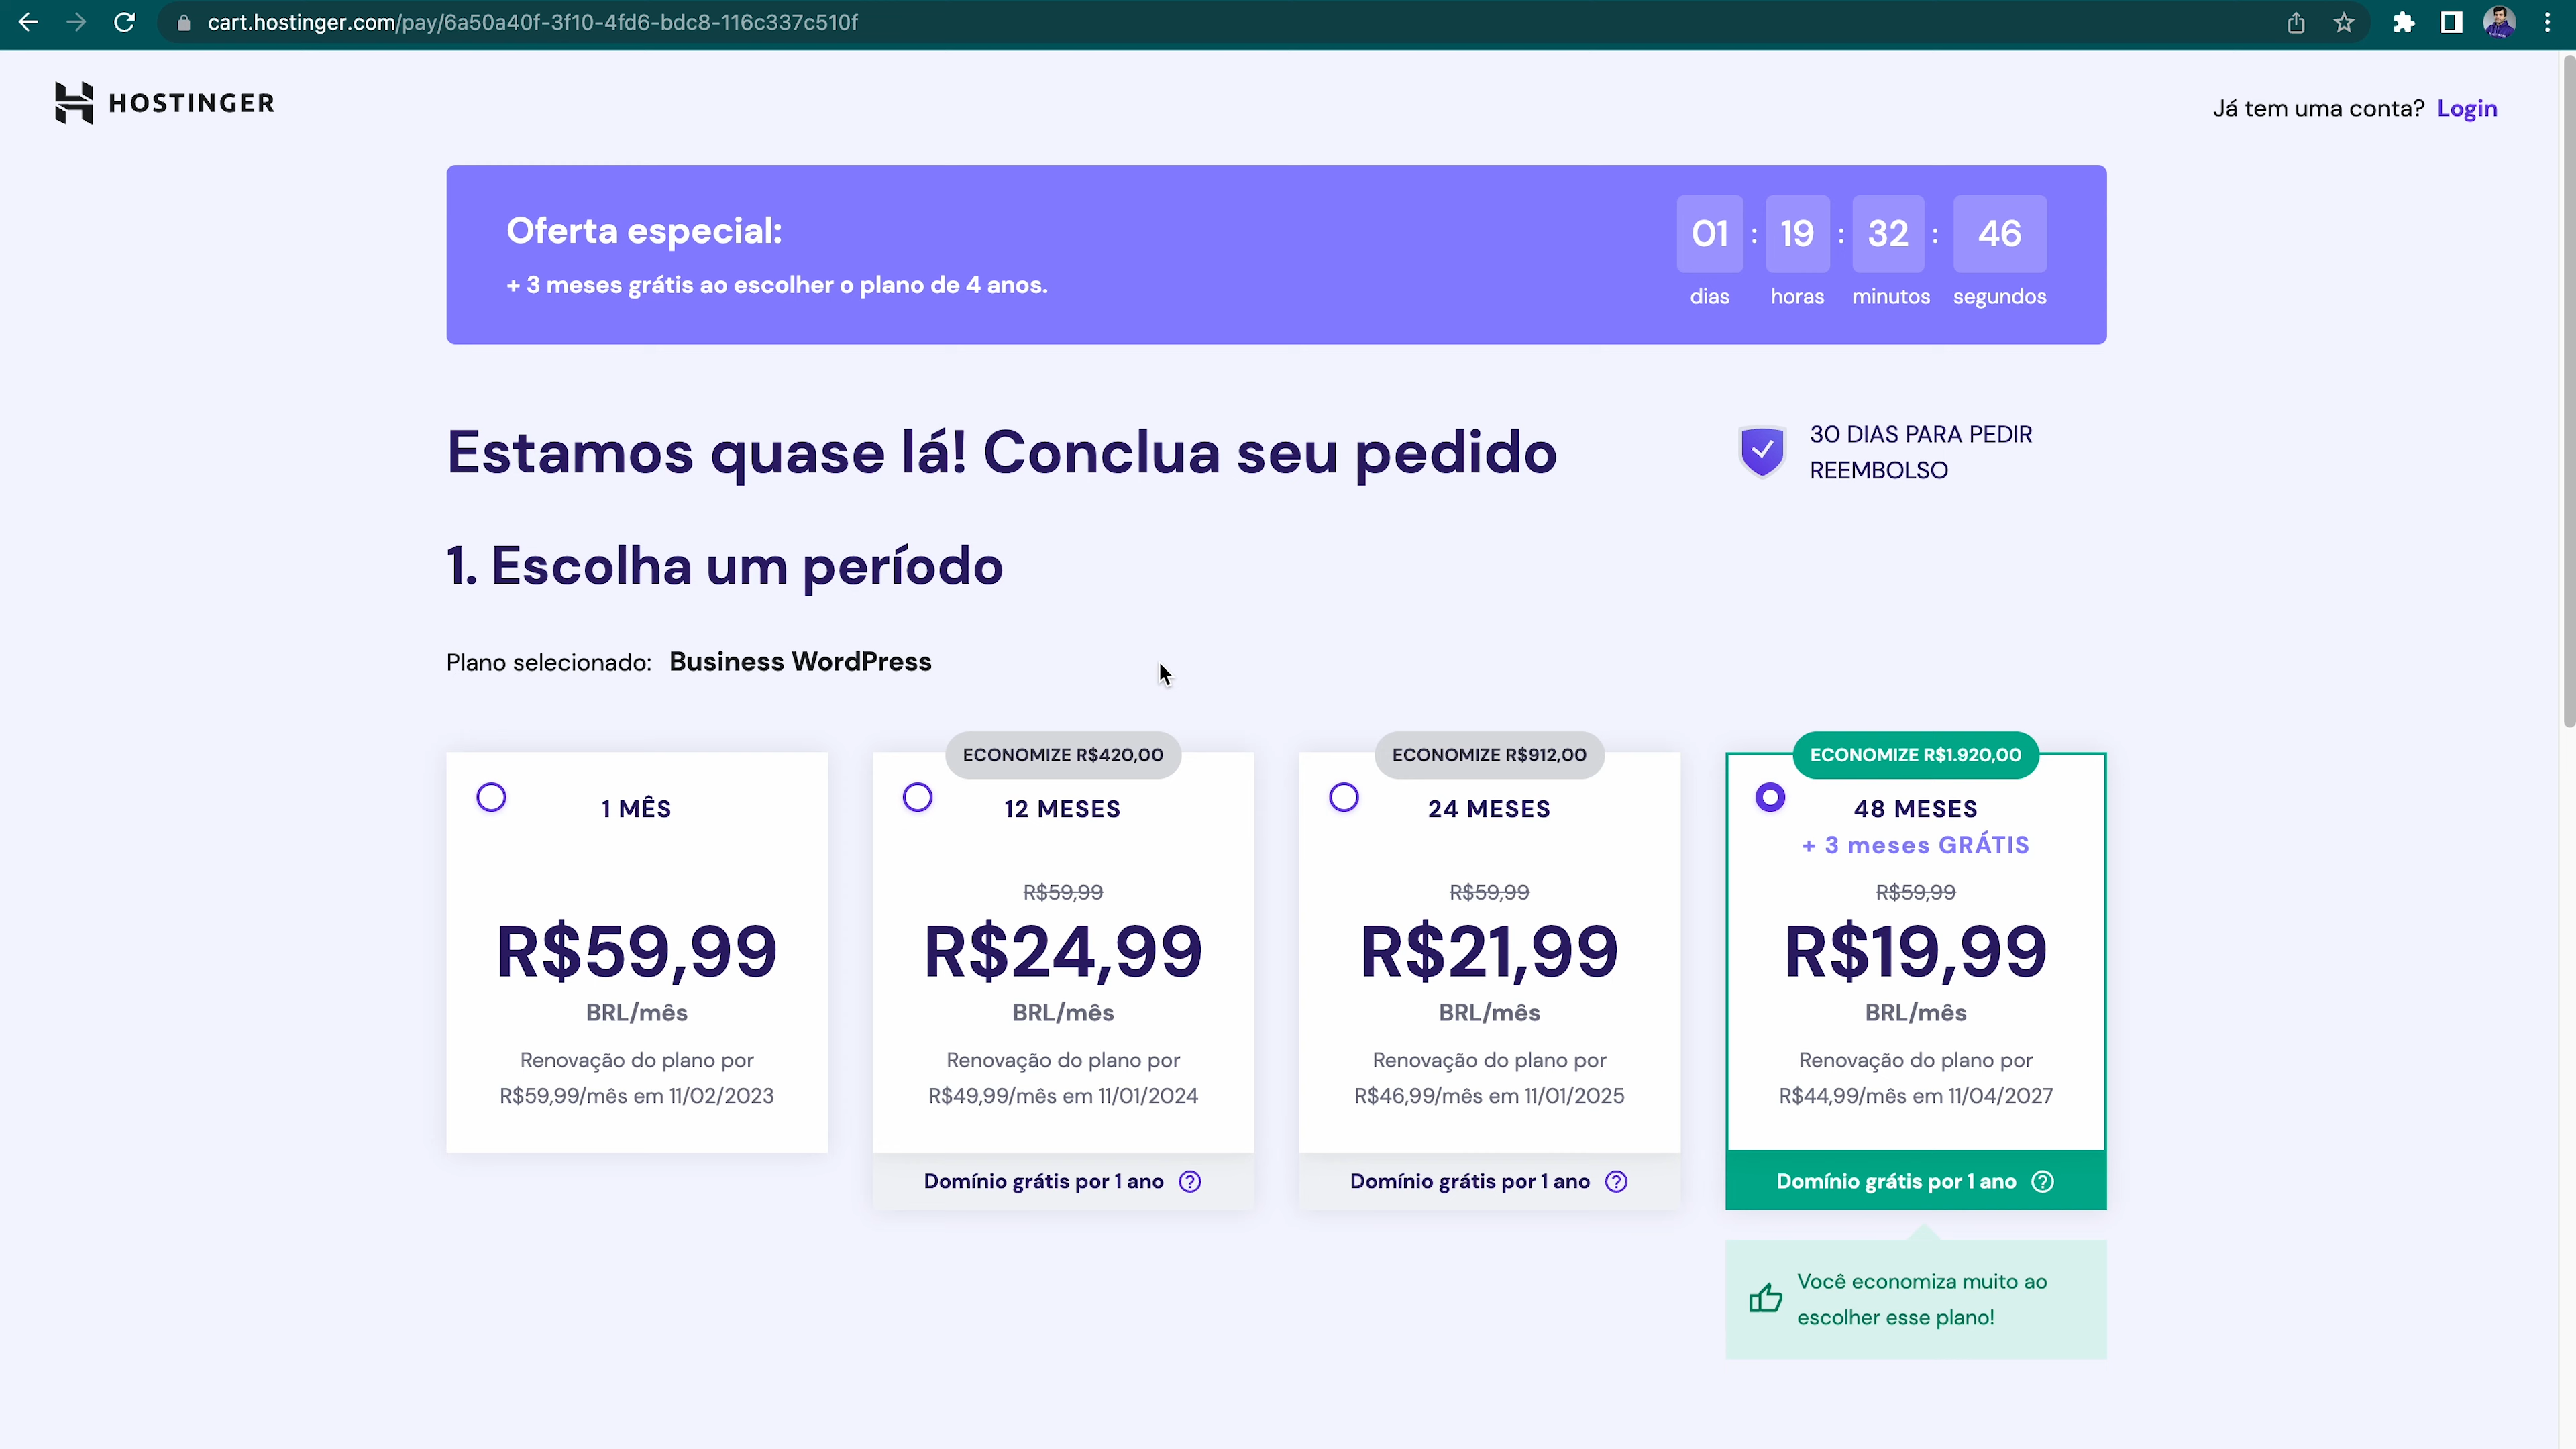 cart.hostinger.com/pay/6a50a40f-3f10-4fd6-bdc8-116c337c510f
HOSTINGER
Já tem uma conta? Login
Oferta especial:
+ 3 meses grátis ao escolher o plano de 4 anos.
01 : 19 : 32 : 46
dias horas minutos segundos
Estamos quase lá! Conclua seu pedido
30 DIAS PARA PEDIR
REEMBOLSO
1. Escolha um período
Plano selecionado: Business WordPress
1 MÊS
R$59,99
BRL/mês
Renovação do plano por
R$59,99/mês em 11/02/2023
ECONOMIZE R$420,00
12 MESES
R$59,99
R$24,99
BRL/mês
Renovação do plano por
R$49,99/mês em 11/01/2024
Domínio grátis por 1 ano
ECONOMIZE R$912,00
24 MESES
R$59,99
R$21,99
BRL/mês
Renovação do plano por
R$46,99/mês em 11/01/2025
Domínio grátis por 1 ano
ECONOMIZE R$1.920,00
48 MESES
+ 3 meses GRÁTIS
R$59,99
R$19,99
BRL/mês
Renovação do plano por
R$44,99/mês em 11/04/2027
Domínio grátis por 1 ano
Você economiza muito ao
escolher esse plano!